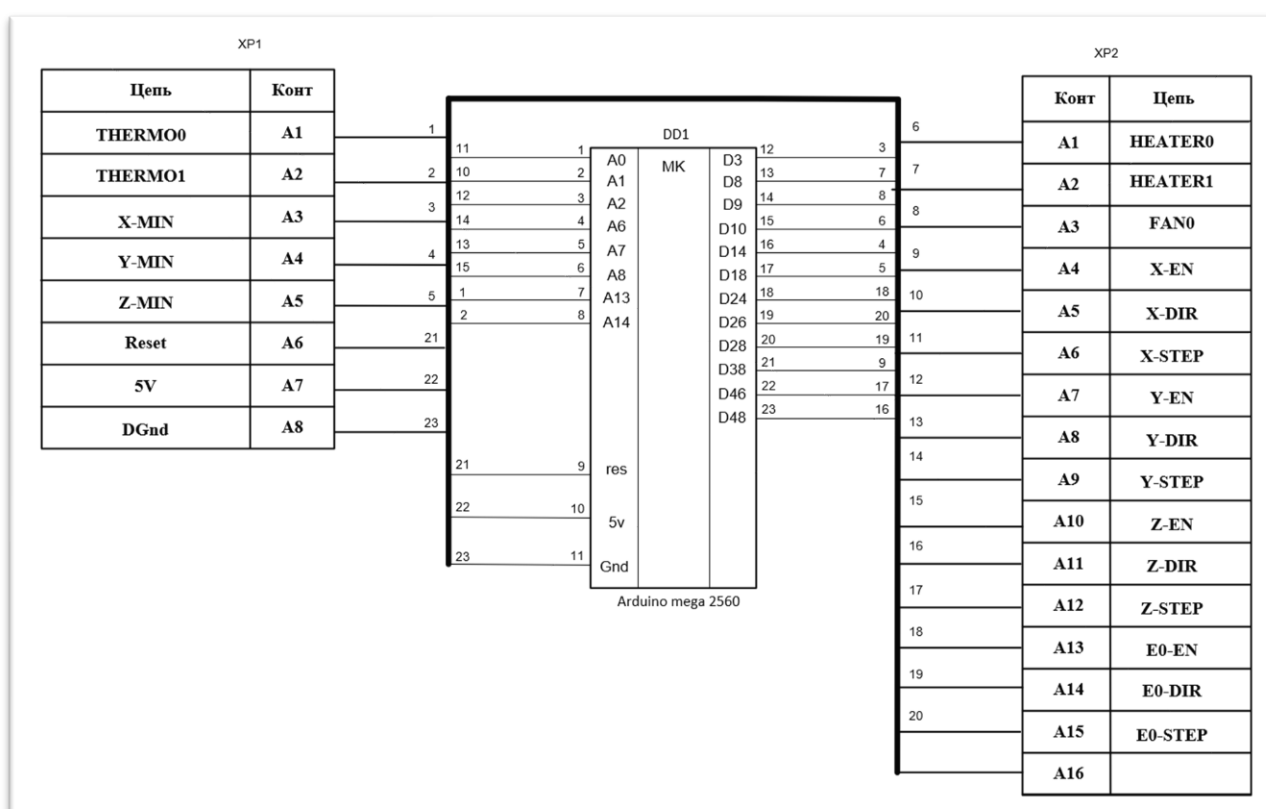 XP1
Цепь Конт
THERMO0 A1 1
THERMO1 A2 2
X-MIN A3 3
Y-MIN A4 4
Z-MIN A5 5
Reset A6 21
5V A7 22
DGnd A8 23
DD1
МК
11 1 A0
10 2 A1
12 3 A2
14 4 A6
13 5 A7
15 6 A8
1 7 A13
2 8 A14
21 9 res
22 10 5v
23 11 Gnd
D3 12 3
D8 13 7
D9 14 8
D10 15 6
D14 16 4
D18 17 5
D24 18 18
D26 19 20
D28 20 19
D38 21 9
D46 22 17
D48 23 16
Arduino mega 2560
XP2
Конт Цепь
6 A1 HEATER0
7 A2 HEATER1
8 A3 FAN0
9 A4 X-EN
10 A5 X-DIR
11 A6 X-STEP
12 A7 Y-EN
13 A8 Y-DIR
14 A9 Y-STEP
15 A10 Z-EN
16 A11 Z-DIR
17 A12 Z-STEP
18 A13 E0-EN
19 A14 E0-DIR
20 A15 E0-STEP
A16